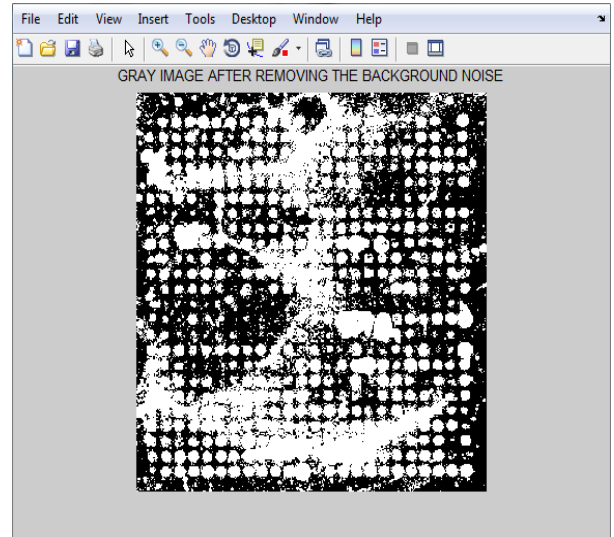 File Edit View Insert Tools Desktop Window Help
GRAY IMAGE AFTER REMOVING THE BACKGROUND NOISE